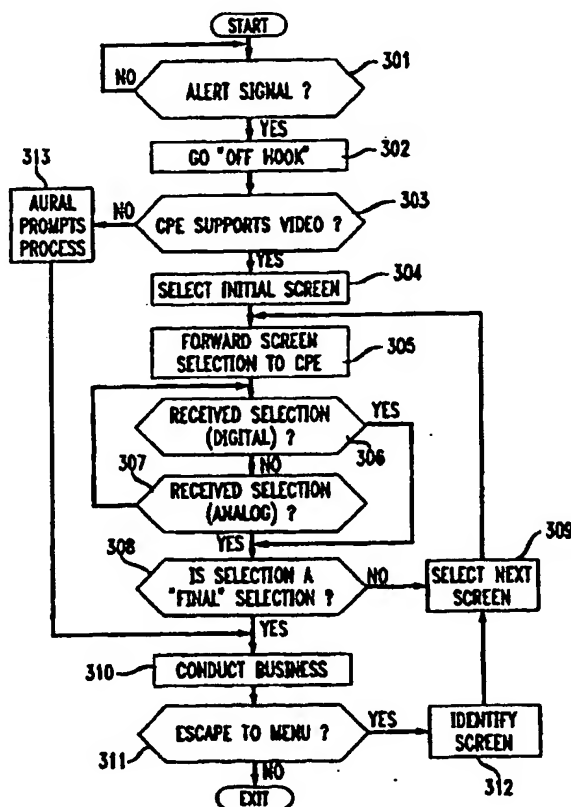 START
301
NO
ALERT SIGNAL ?
YES
313
GO "OFF HOOK"
302
AURAL
PROMPTS
PROCESS
NO
CPE SUPPORTS VIDEO ?
303
YES
304
SELECT INITIAL SCREEN
FORWARD SCREEN
SELECTION TO CPE
305
RECEIVED SELECTION
(DIGITAL) ?
YES
306
307
NO
RECEIVED SELECTION
(ANALOG) ?
308
YES
309
IS SELECTION A
"FINAL" SELECTION ?
NO
SELECT NEXT
SCREEN
YES
310
CONDUCT BUSINESS
ESCAPE TO MENU ?
YES
IDENTIFY
SCREEN
311
NO
312
EXIT